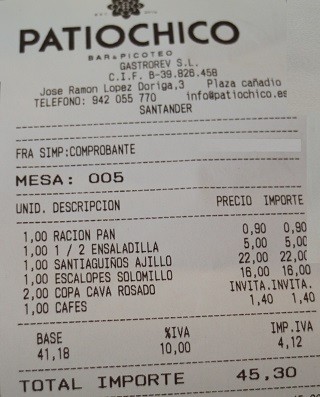 PATIOCHICO
BAR & PICOTEO
GASTROREV S.L.
C.I.F. B-39.826.458
Jose Ramon Lopez Doriga,3 Plaza cañadio
TELEFONO: 942 055 770 info@patiochico.es
SANTANDER
FRA SIMP:COMPROBANTE
MESA: 005
UNID. DESCRIPCION PRECIO IMPORTE
1,00 RACION PAN 0,90 0,90
1,00 1 / 2 ENSALADILLA 5,00 5,00
1,00 SANTIAGUIÑOS AJILLO 22,00 22,00
1,00 ESCALOPES SOLOMILLO 16,00 16,00
2,00 COPA CAVA ROSADO INVITA.INVITA.
1,00 CAFES 1,40 1,40
BASE %IVA IMP.IVA
41,18 10,00 4,12
TOTAL IMPORTE 45,30